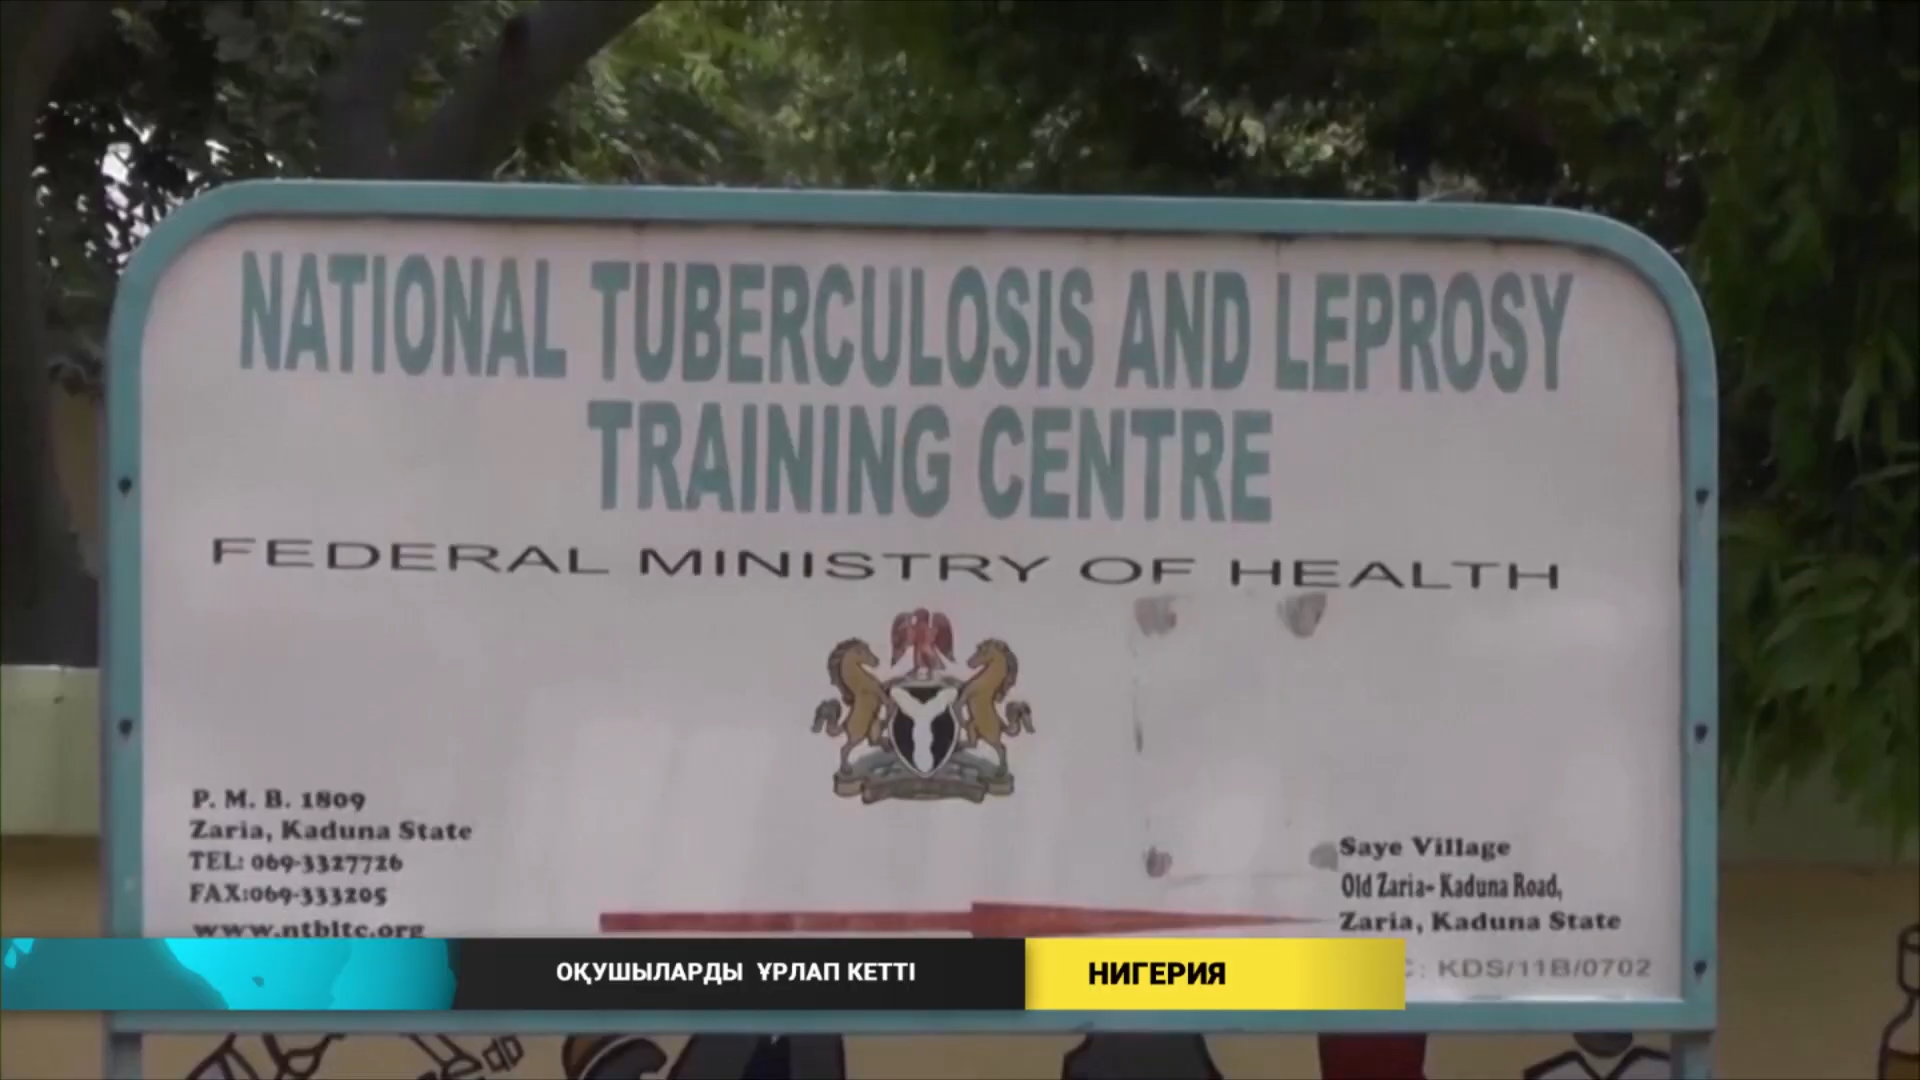 NATIONAL TUBERCULOSIS AND LEPROSY
TRAINING CENTRE
FEDERAL MINISTRY OF HEALTH
P. M. B. 1809
Zaria, Kaduna State
TEL: 069-3327726
FAX:069-333205
www.ntbltc.org
Saye Village
Old Zaria- Kaduna Road,
Zaria, Kaduna State
: KDS/11B/0702
ОҚУШЫЛАРДЫ ҰРЛАП КЕТТІ
НИГЕРИЯ